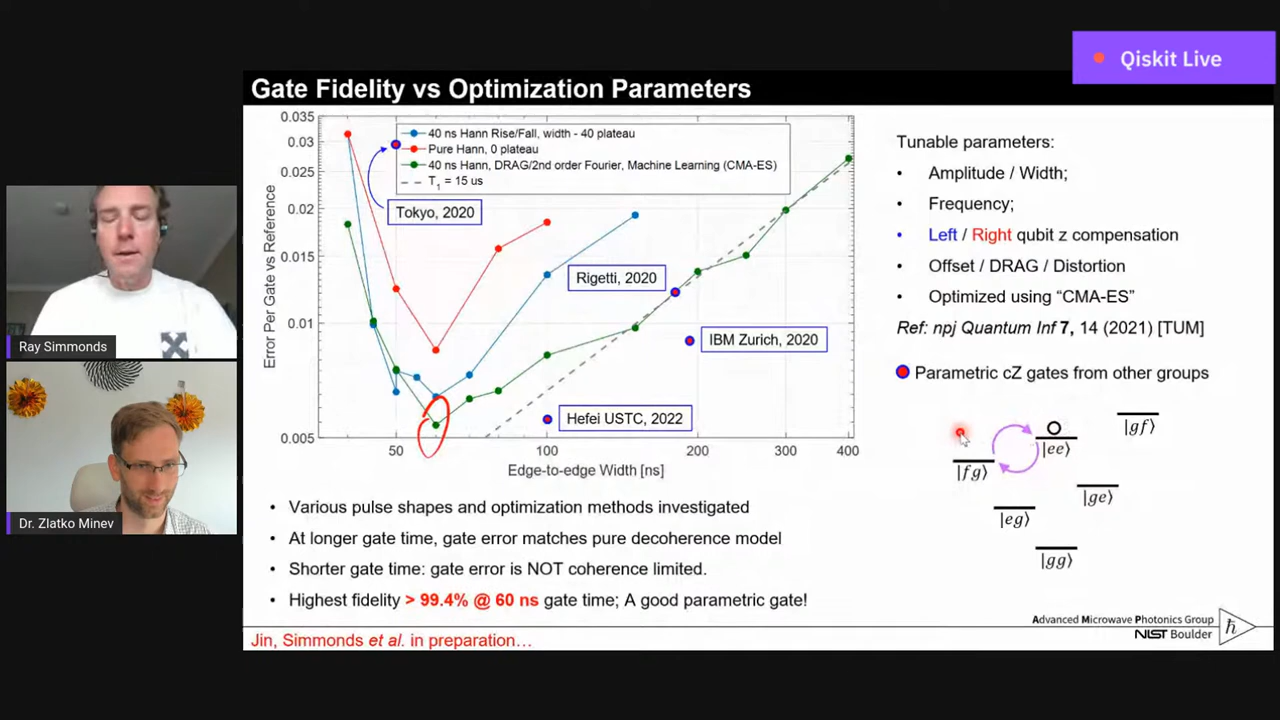 Qiskit Live
Gate Fidelity vs Optimization Parameters
0.035
0.03
0.025
0.02
0.015
0.01
0.005
Error Per Gate vs Reference
40 ns Hann Rise/Fall, width - 40 plateau
Pure Hann, 0 plateau
40 ns Hann, DRAG/2nd order Fourier, Machine Learning (CMA-ES)
T₁ = 15 us
Tokyo, 2020
Rigetti, 2020
IBM Zurich, 2020
Hefei USTC, 2022
50
100
200
300
400
Edge-to-edge Width [ns]
Tunable parameters:
• Amplitude / Width;
• Frequency;
• Left / Right qubit z compensation
• Offset / DRAG / Distortion
• Optimized using “CMA-ES”
Ref: npj Quantum Inf 7, 14 (2021) [TUM]
Parametric cZ gates from other groups
|gf⟩
|ee⟩
|fg⟩
|ge⟩
|eg⟩
|gg⟩
• Various pulse shapes and optimization methods investigated
• At longer gate time, gate error matches pure decoherence model
• Shorter gate time: gate error is NOT coherence limited.
• Highest fidelity > 99.4% @ 60 ns gate time; A good parametric gate!
Jin, Simmonds et al. in preparation…
Advanced Microwave Photonics Group
NIST Boulder
ħ
Ray Simmonds
Dr. Zlatko Minev